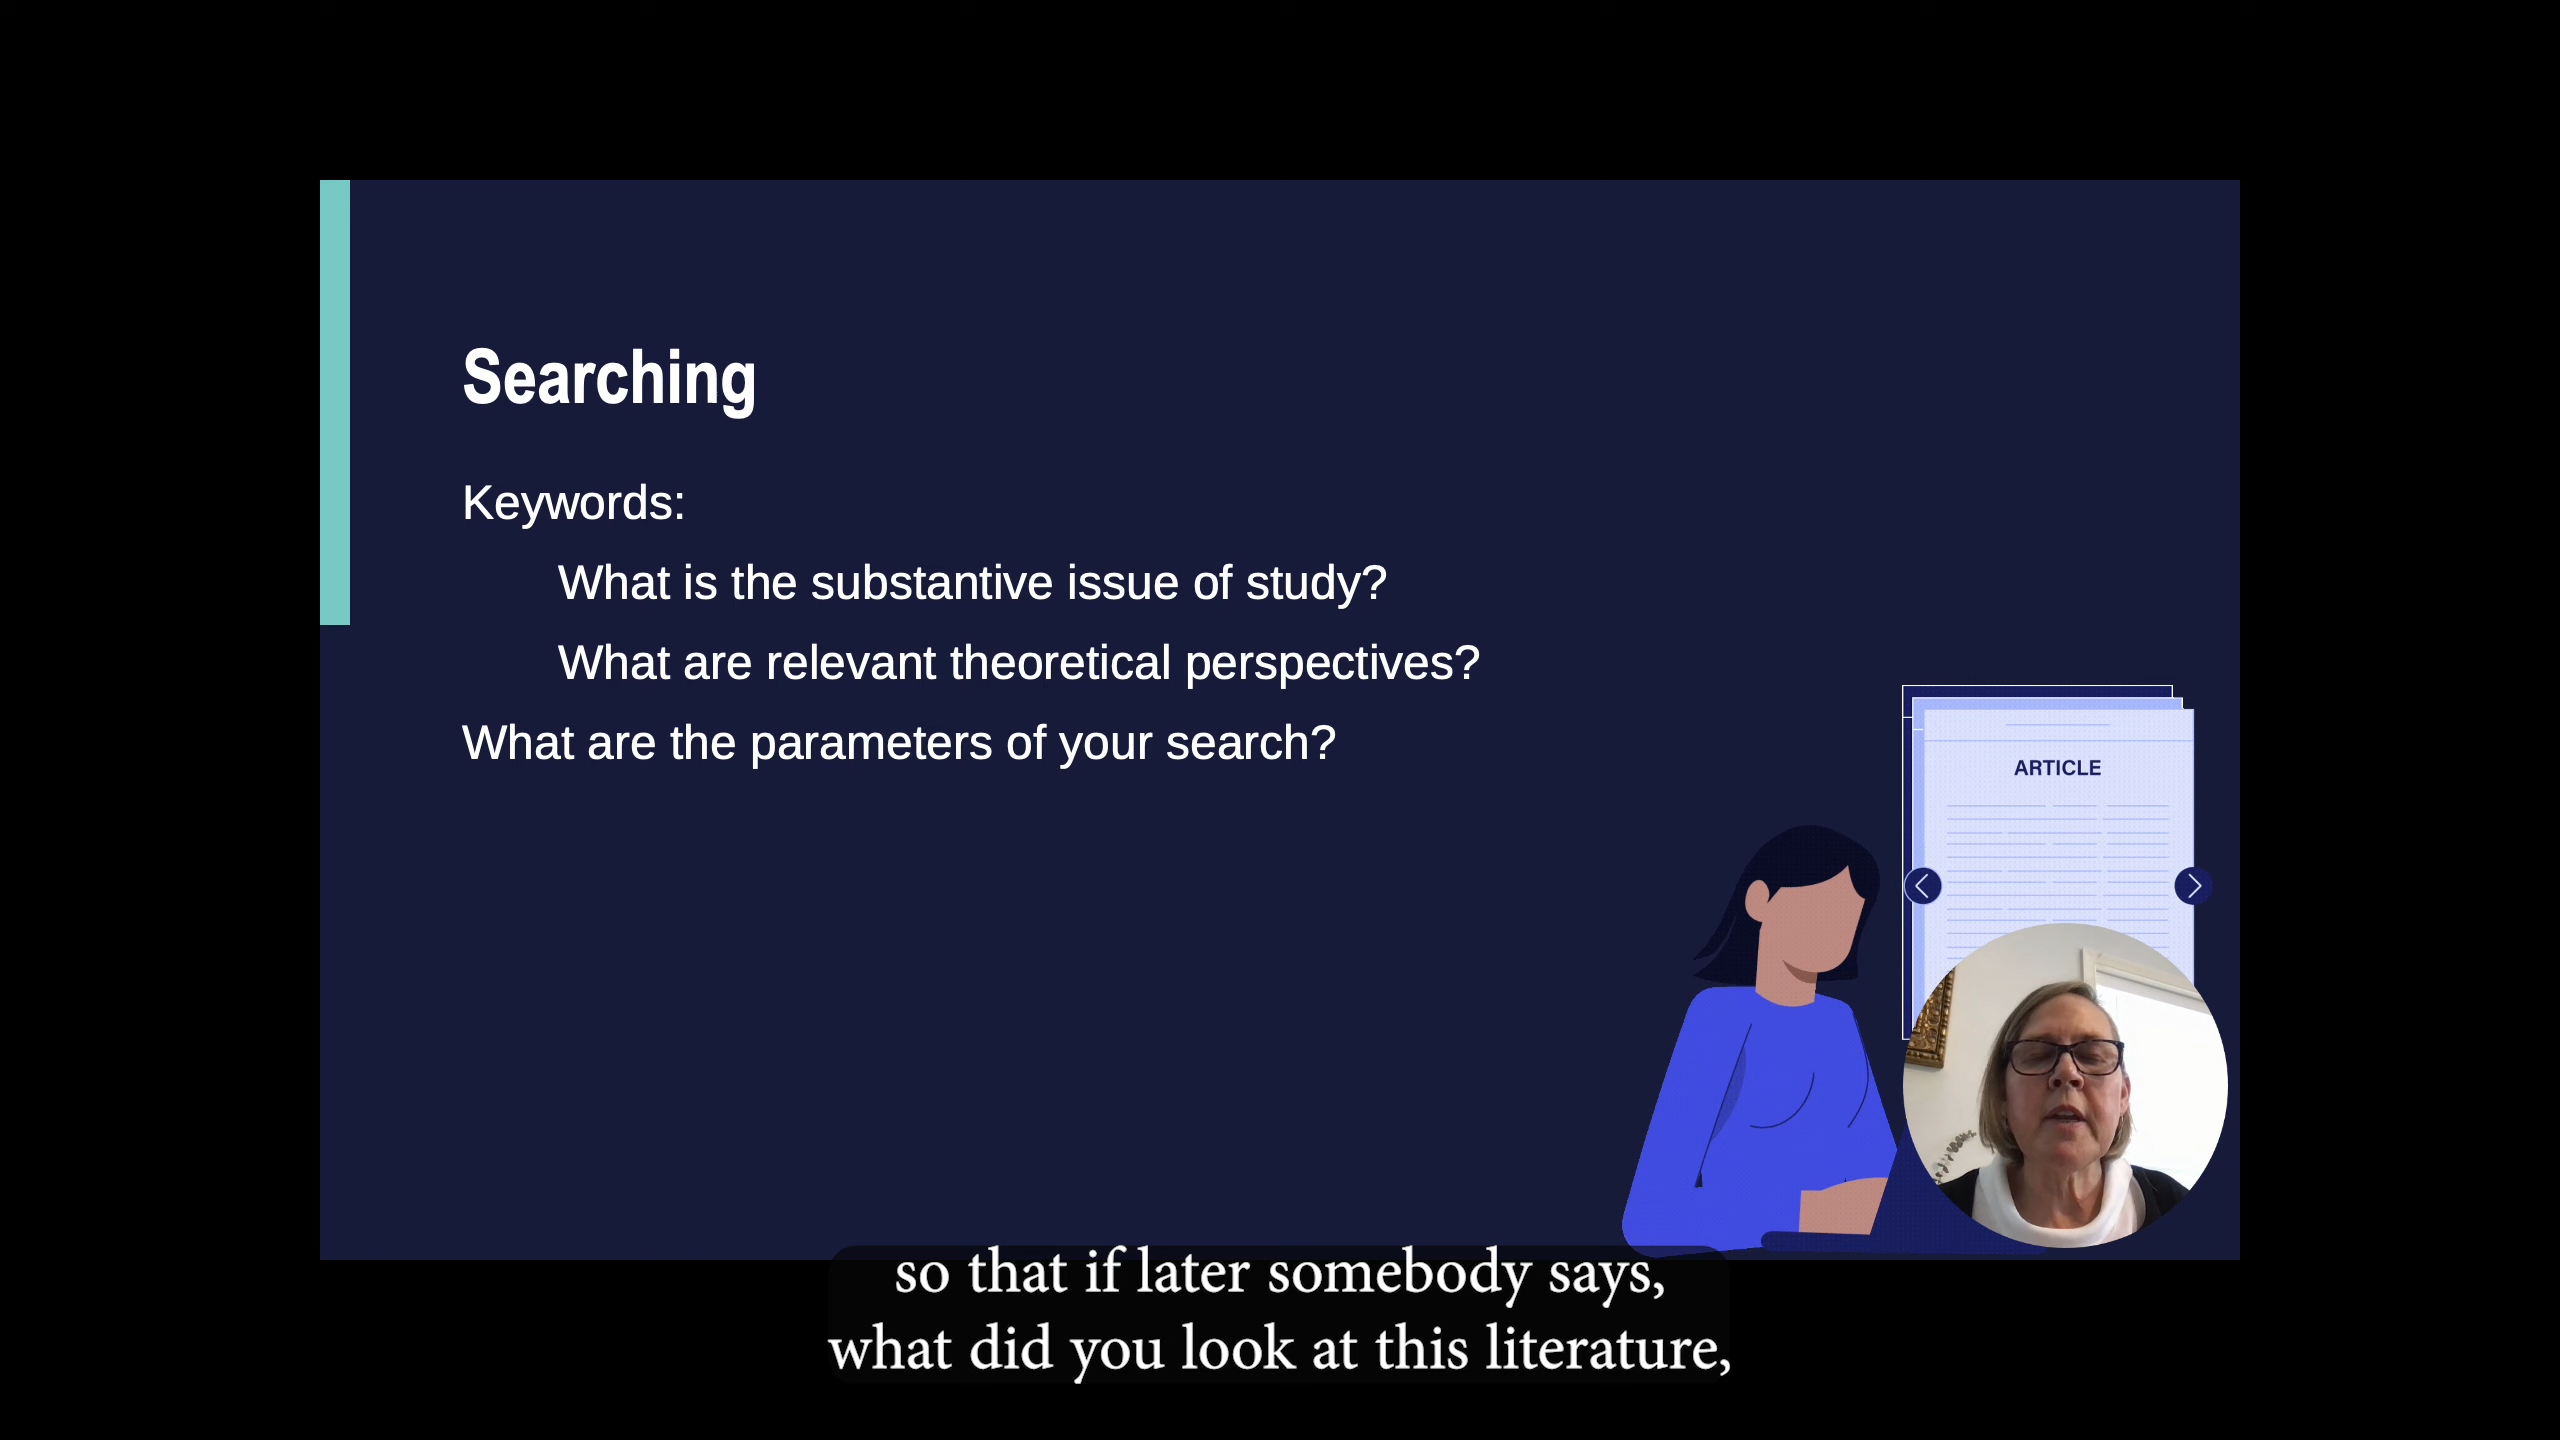 Searching
Keywords:
What is the substantive issue of study?
What are relevant theoretical perspectives?
What are the parameters of your search?
ARTICLE
so that if later somebody says,
what did you look at this literature,